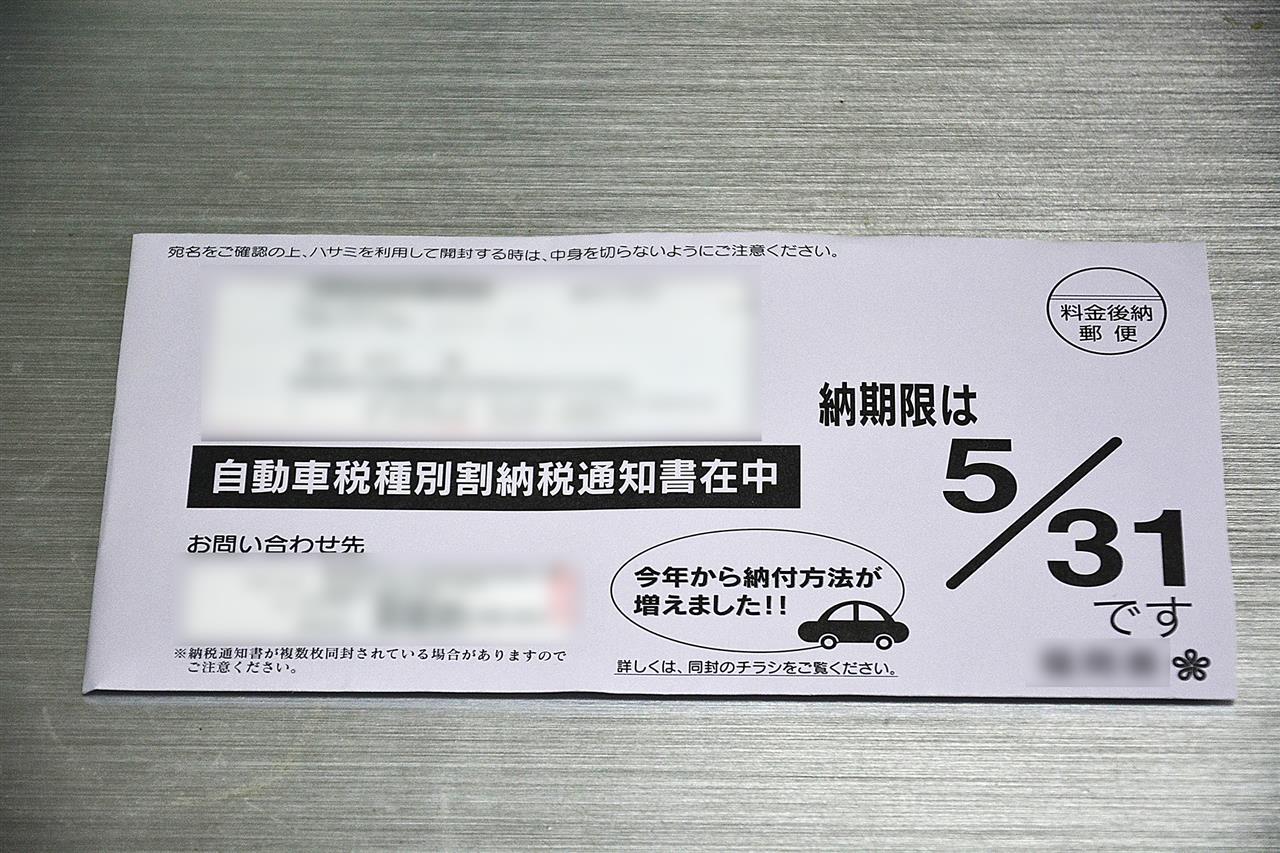 宛名をご確認の上、ハサミを利用して開封する時は、中身を切らないようにご注意ください。
料金後納
郵便
納期限は
5/31
です
自動車税種別割納税通知書在中
お問い合わせ先
今年から納付方法が
増えました!!
※納税通知書が複数枚同封されている場合がありますので
ご注意ください。
詳しくは、同封のチラシをご覧ください。